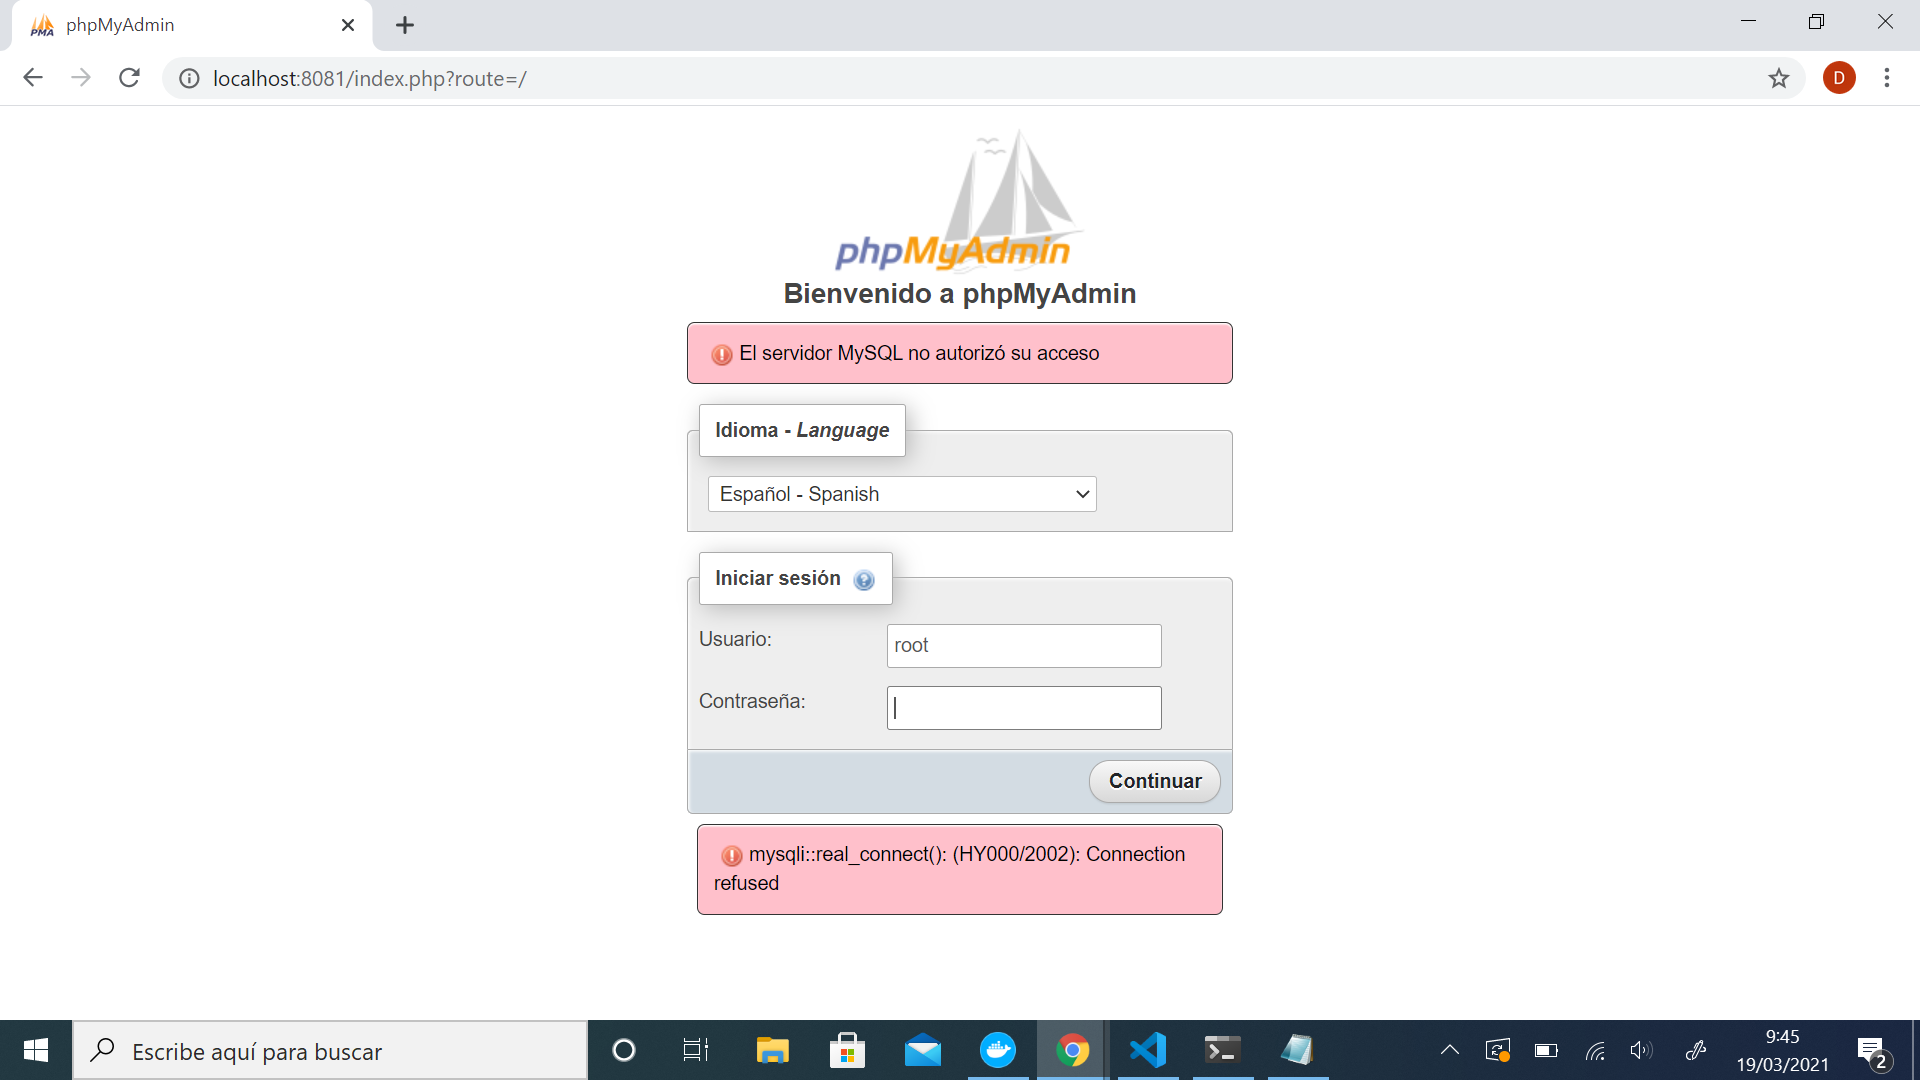 PMA
phpMyAdmin
localhost:8081/index.php?route=/
D
phpMyAdmin
Bienvenido a phpMyAdmin
El servidor MySQL no autorizó su acceso
Idioma - Language
Español - Spanish
Iniciar sesión
Usuario:
root
Contraseña:
Continuar
mysqli::real_connect(): (HY000/2002): Connection
refused
Escribe aquí para buscar
9:45
19/03/2021
2